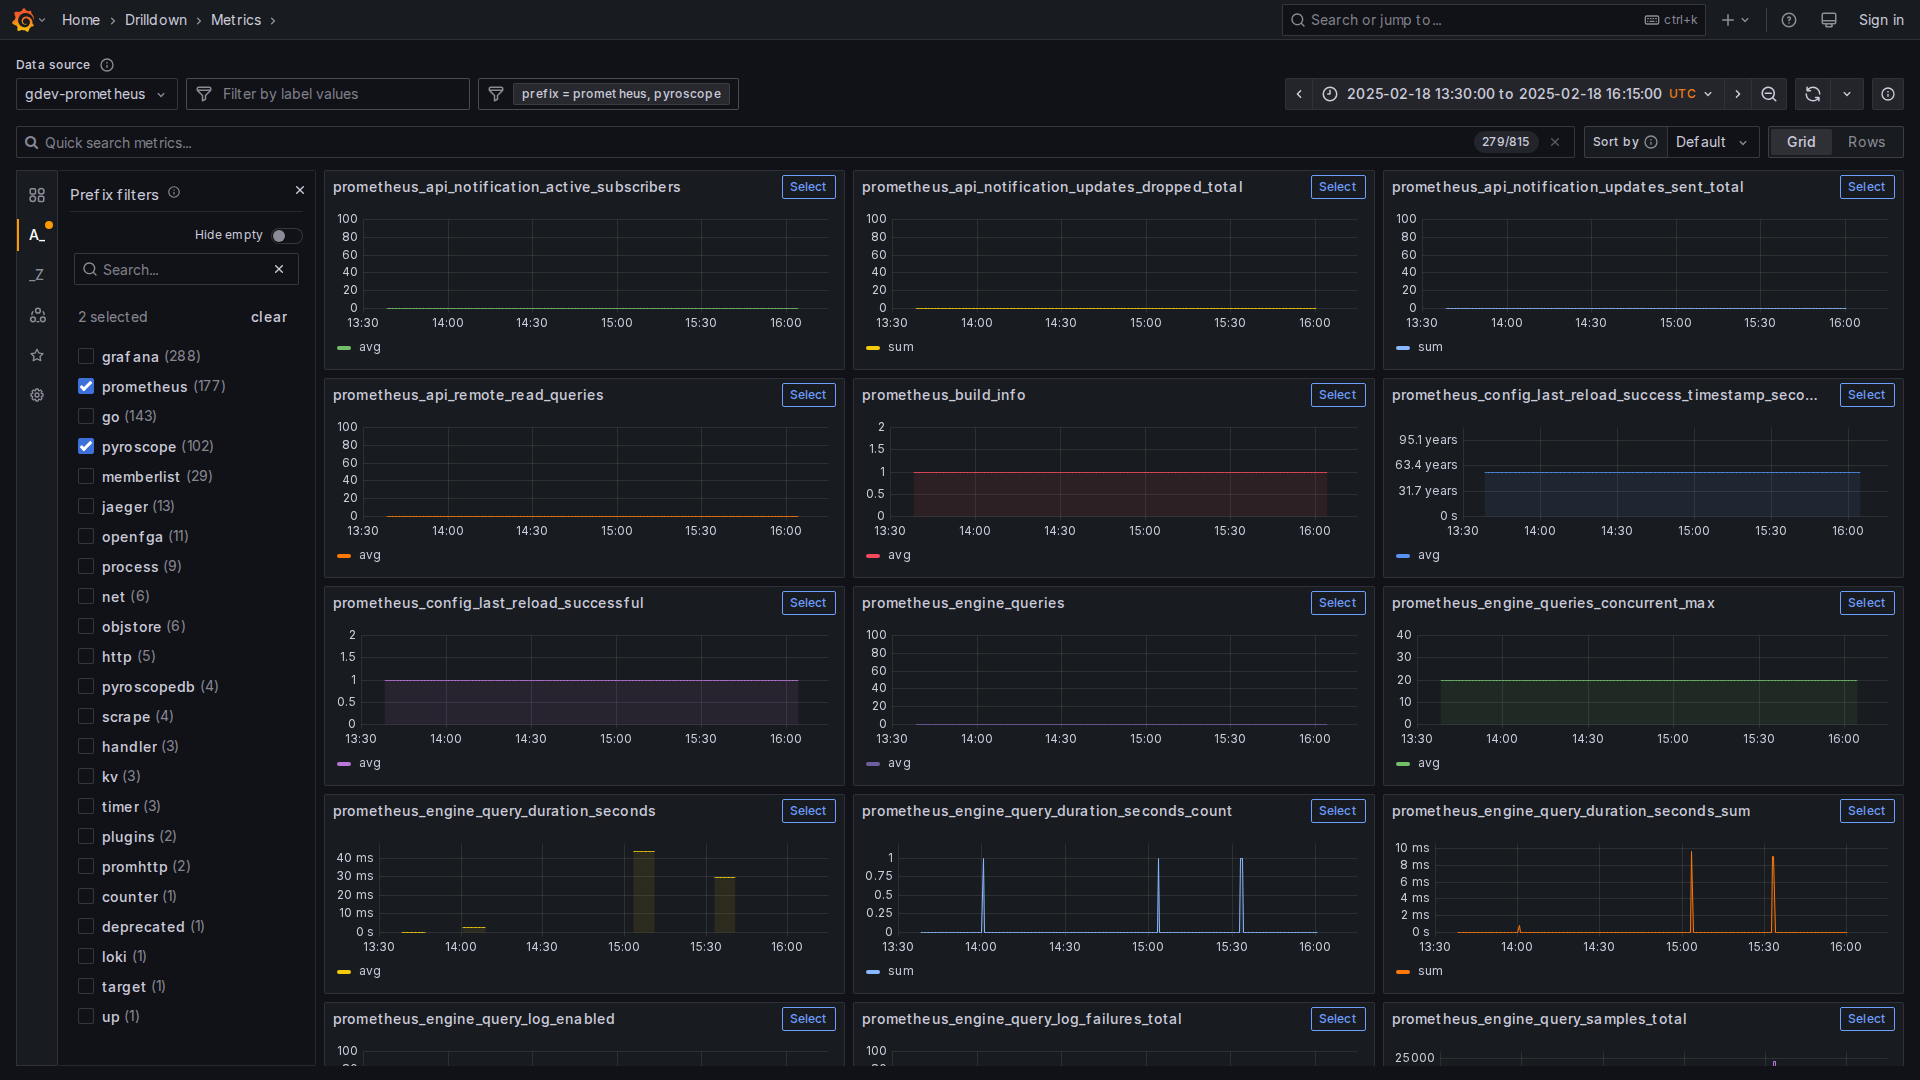 Home › Drilldown › Metrics ›
Search or jump to... ctrl+k
Sign in
Data source
gdev-prometheus
Filter by label values
prefix = prometheus, pyroscope
2025-02-18 13:30:00 to 2025-02-18 16:15:00 UTC
Quick search metrics...
279/815
Sort by
Default
Grid
Rows
Prefix filters
Hide empty
Search...
2 selected
clear
grafana (288)
prometheus (177)
go (143)
pyroscope (102)
memberlist (29)
jaeger (13)
openfga (11)
process (9)
net (6)
objstore (6)
http (5)
pyroscopedb (4)
scrape (4)
handler (3)
kv (3)
timer (3)
plugins (2)
promhttp (2)
counter (1)
deprecated (1)
loki (1)
target (1)
up (1)
A_
_Z
prometheus_api_notification_active_subscribers
Select
100
80
60
40
20
0
13:30 14:00 14:30 15:00 15:30 16:00
avg
prometheus_api_notification_updates_dropped_total
Select
100
80
60
40
20
0
13:30 14:00 14:30 15:00 15:30 16:00
sum
prometheus_api_notification_updates_sent_total
Select
100
80
60
40
20
0
13:30 14:00 14:30 15:00 15:30 16:00
sum
prometheus_api_remote_read_queries
Select
100
80
60
40
20
0
13:30 14:00 14:30 15:00 15:30 16:00
avg
prometheus_build_info
Select
2
1.5
1
0.5
0
13:30 14:00 14:30 15:00 15:30 16:00
avg
prometheus_config_last_reload_success_timestamp_seco...
Select
95.1 years
63.4 years
31.7 years
0 s
13:30 14:00 14:30 15:00 15:30 16:00
avg
prometheus_config_last_reload_successful
Select
2
1.5
1
0.5
0
13:30 14:00 14:30 15:00 15:30 16:00
avg
prometheus_engine_queries
Select
100
80
60
40
20
0
13:30 14:00 14:30 15:00 15:30 16:00
avg
prometheus_engine_queries_concurrent_max
Select
40
30
20
10
0
13:30 14:00 14:30 15:00 15:30 16:00
avg
prometheus_engine_query_duration_seconds
Select
40 ms
30 ms
20 ms
10 ms
0 s
13:30 14:00 14:30 15:00 15:30 16:00
avg
prometheus_engine_query_duration_seconds_count
Select
1
0.75
0.5
0.25
0
13:30 14:00 14:30 15:00 15:30 16:00
sum
prometheus_engine_query_duration_seconds_sum
Select
10 ms
8 ms
6 ms
4 ms
2 ms
0 s
13:30 14:00 14:30 15:00 15:30 16:00
sum
prometheus_engine_query_log_enabled
Select
100
prometheus_engine_query_log_failures_total
Select
100
prometheus_engine_query_samples_total
Select
25000